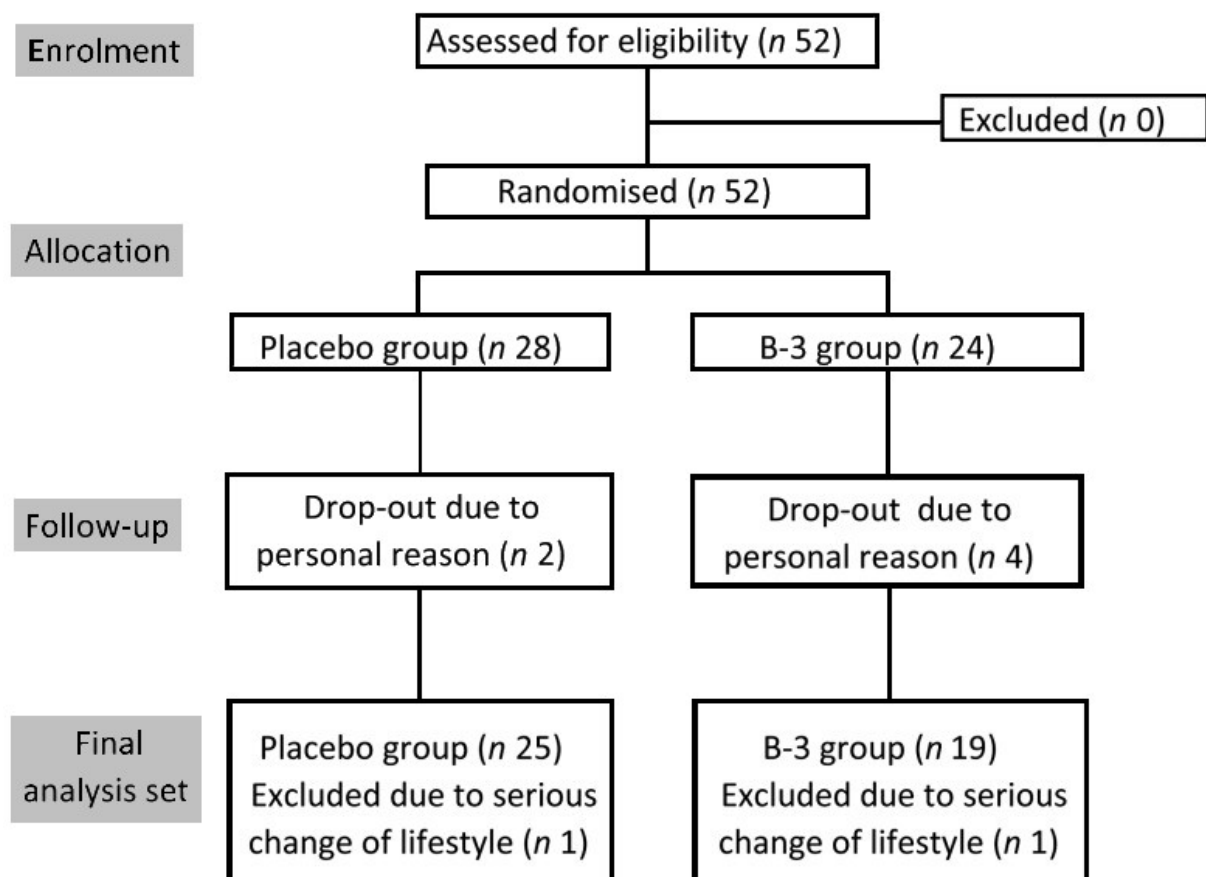 Enrolment
Assessed for eligibility (n 52)
Excluded (n 0)
Randomised (n 52)
Allocation
Placebo group (n 28)
B-3 group (n 24)
Follow-up
Drop-out due to
personal reason (n 2)
Drop-out due to
personal reason (n 4)
Final
analysis set
Placebo group (n 25)
Excluded due to serious
change of lifestyle (n 1)
B-3 group (n 19)
Excluded due to serious
change of lifestyle (n 1)